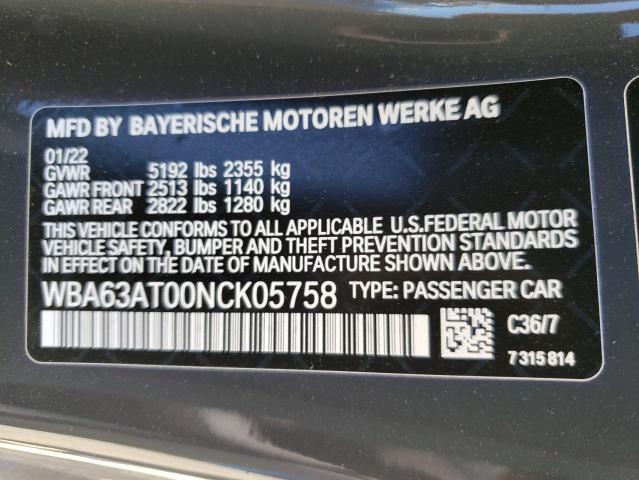 MFD BY BAYERISCHE MOTOREN WERKE AG
01/22
GVWR 5192 lbs 2355 kg
GAWR FRONT 2513 lbs 1140 kg
GAWR REAR 2822 lbs 1280 kg
THIS VEHICLE CONFORMS TO ALL APPLICABLE U.S.FEDERAL MOTOR
VEHICLE SAFETY, BUMPER AND THEFT PREVENTION STANDARDS
IN EFFECT ON THE DATE OF MANUFACTURE SHOWN ABOVE.
WBA63AT00NCK05758 TYPE: PASSENGER CAR
C36/7
7 315 814